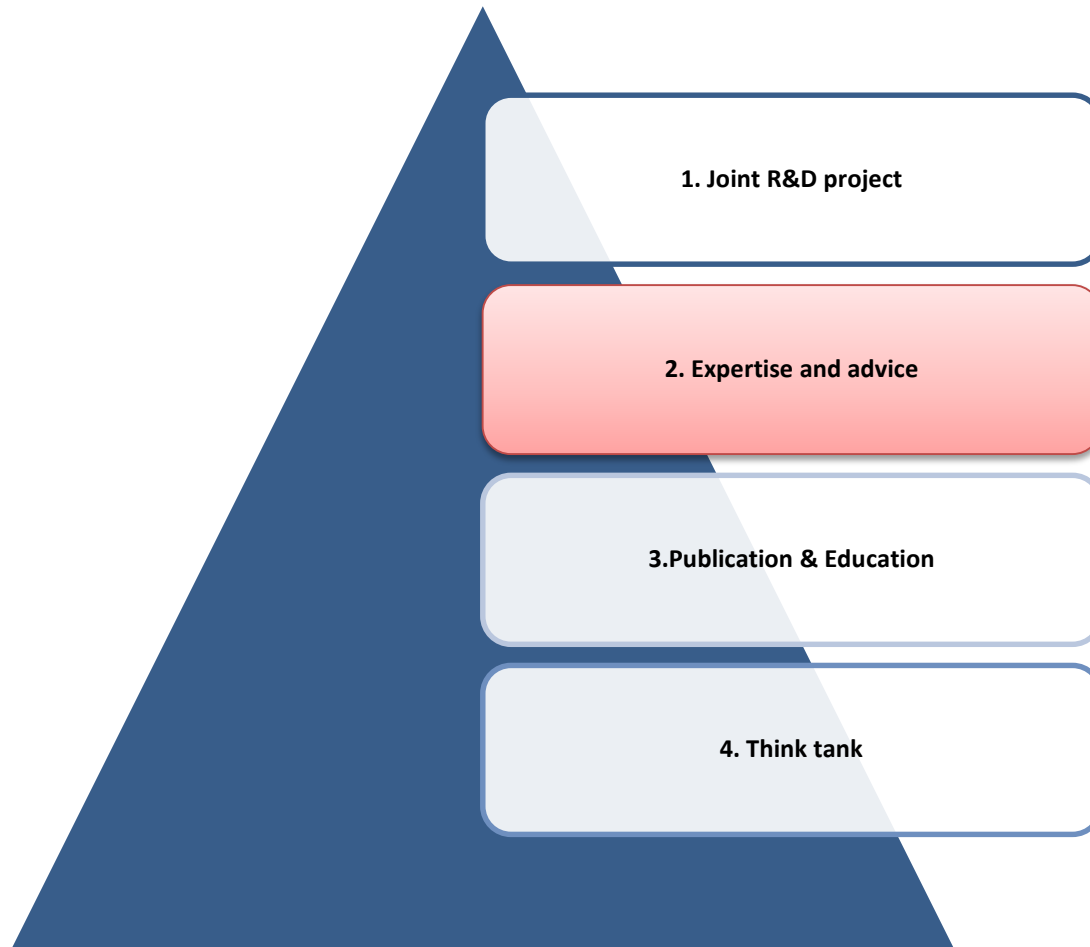 1. Joint R&D project
2. Expertise and advice
3.Publication & Education
4. Think tank